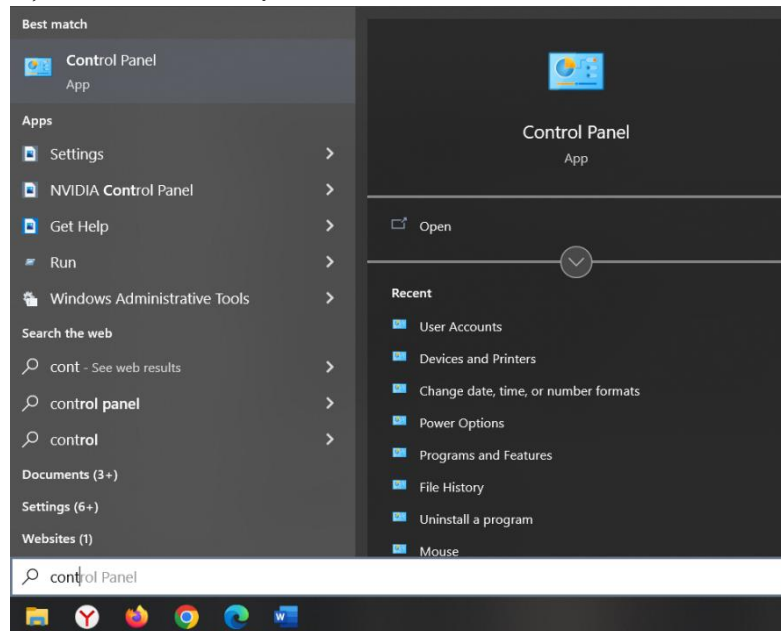 Best match
Control Panel
App
Apps
Settings
NVIDIA Control Panel
Get Help
Run
Windows Administrative Tools
Search the web
cont - See web results
control panel
control
Documents (3+)
Settings (6+)
Websites (1)
Control Panel
App
Open
Recent
User Accounts
Devices and Printers
Change date, time, or number formats
Power Options
Programs and Features
File History
Uninstall a program
Mouse
control Panel